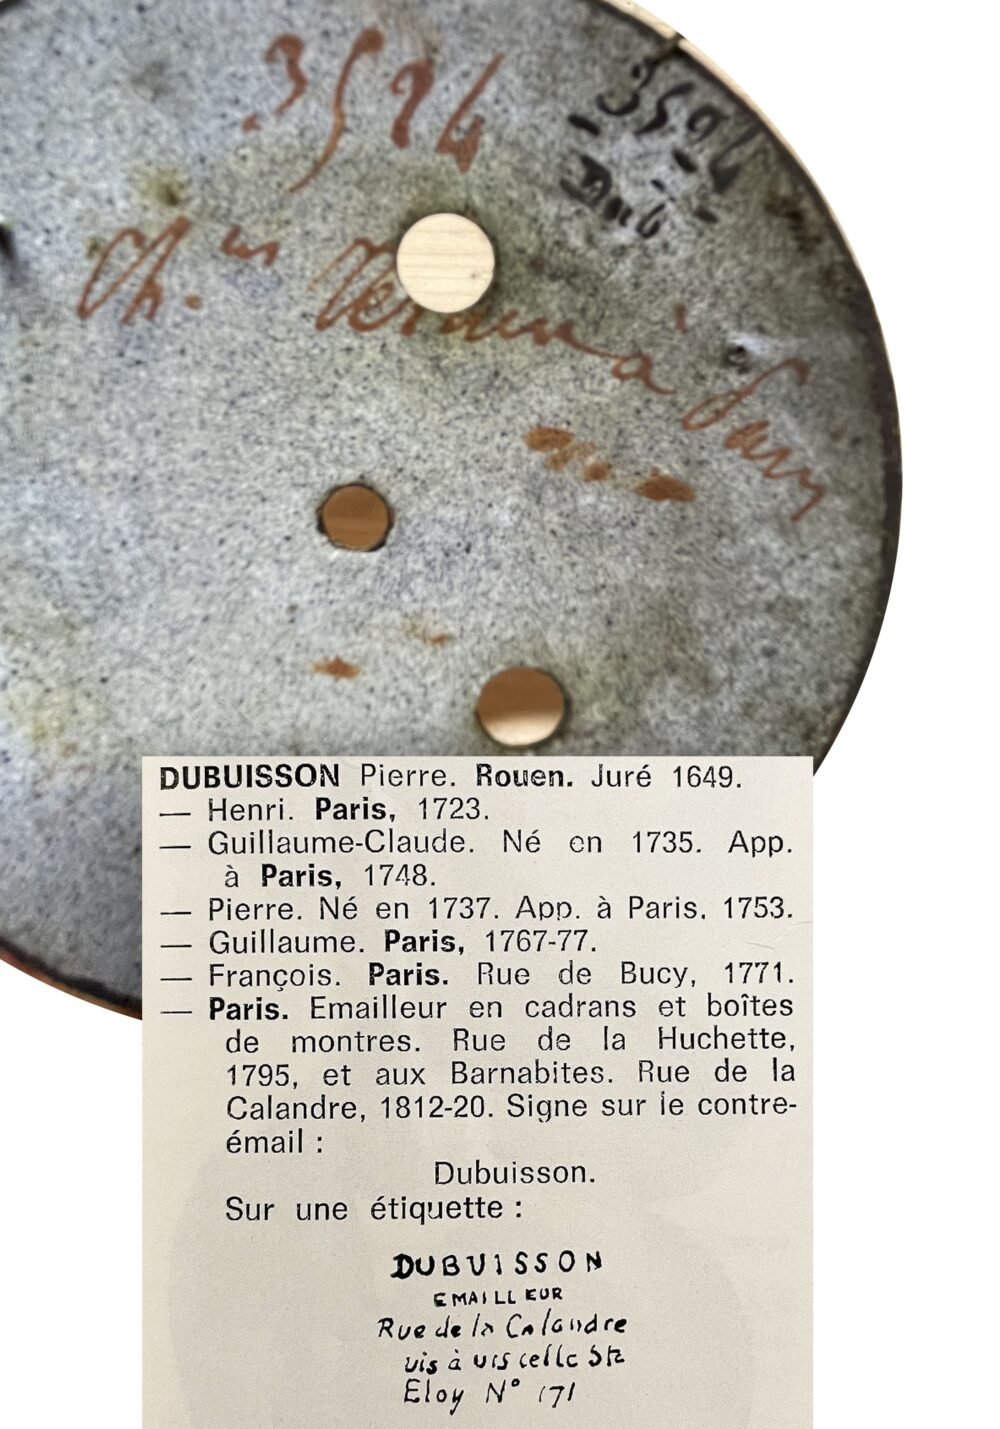 3594
3594
Dub
Ch.
à
DUBUISSON Pierre. Rouen. Juré 1649.
— Henri. Paris, 1723.
— Guillaume-Claude. Né en 1735. App.
à Paris, 1748.
— Pierre. Né en 1737. App. à Paris. 1753.
— Guillaume. Paris, 1767-77.
— François. Paris. Rue de Bucy, 1771.
— Paris. Emailleur en cadrans et boîtes
de montres. Rue de la Huchette,
1795, et aux Barnabites. Rue de la
Calandre, 1812-20. Signe sur le contre-
émail :
Dubuisson.
Sur une étiquette :
DUBUISSON
EMAILLEUR
Rue de la Calandre
vis à vis celle Ste
Eloy N° 171